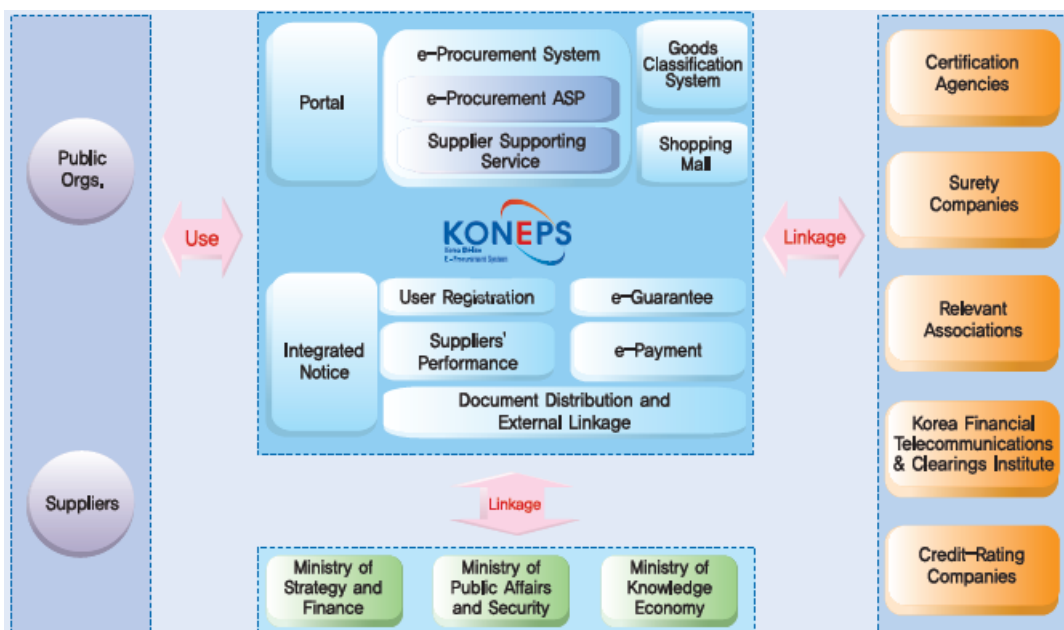 Public
Orgs.
Suppliers
Use
Portal
e-Procurement System
e-Procurement ASP
Supplier Supporting
Service
Goods
Classification
System
Shopping
Mall
KONEPS
E-Procurement System
Integrated
Notice
User Registration
e-Guarantee
Suppliers'
Performance
e-Payment
Document Distribution and
External Linkage
Linkage
Ministry of
Strategy and
Finance
Ministry of
Public Affairs
and Security
Ministry of
Knowledge
Economy
Linkage
Certification
Agencies
Surety
Companies
Relevant
Associations
Korea Financial
Telecommunications
& Clearings Institute
Credit-Rating
Companies